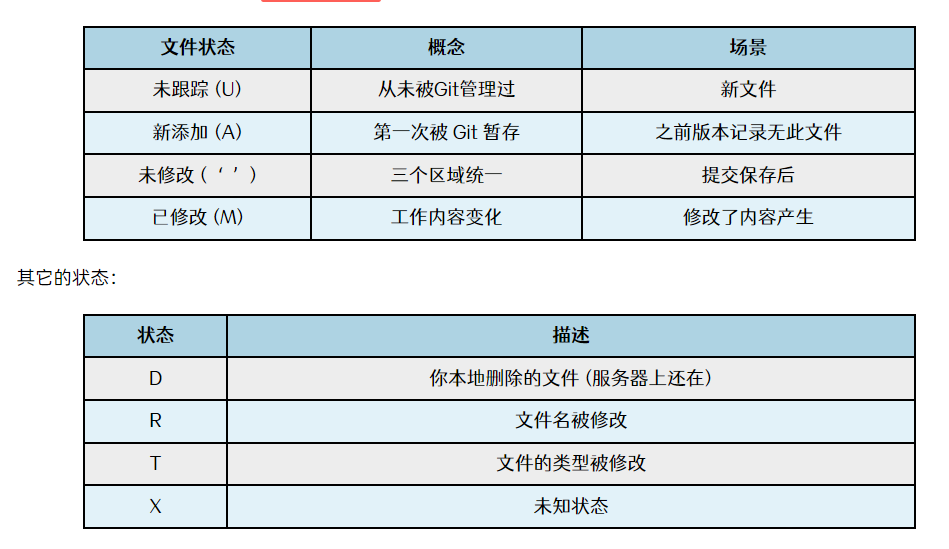 文件状态 概念 场景
未跟踪 (U) 从未被Git管理过 新文件
新添加 (A) 第一次被 Git 暂存 之前版本记录无此文件
未修改 ( ‘ ’ ) 三个区域统一 提交保存后
已修改 (M) 工作内容变化 修改了内容产生
其它的状态：
状态 描述
D 你本地删除的文件 (服务器上还在)
R 文件名被修改
T 文件的类型被修改
X 未知状态